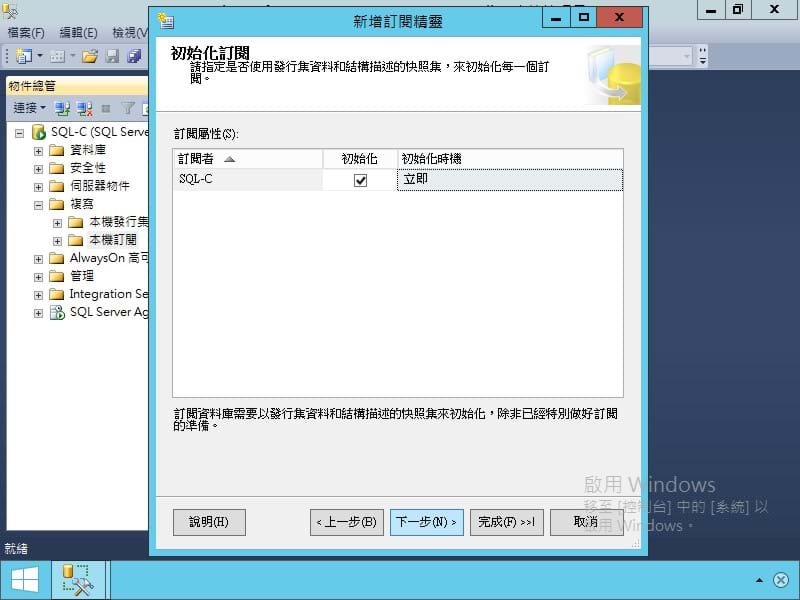 新增訂閱精靈
檔案(F) 編輯(E) 檢視(V
物件總管
連接
SQL-C (SQL Serve
資料庫
安全性
伺服器物件
複寫
本機發行集
本機訂閱
AlwaysOn 高可
管理
Integration Se
SQL Server Ag
初始化訂閱
請指定是否使用發行集資料和結構描述的快照集，來初始化每一個訂
閱。
訂閱屬性(S):
訂閱者 初始化 初始化時機
SQL-C 立即
訂閱資料庫需要以發行集資料和結構描述的快照集來初始化，除非已經特別做好訂閱
的準備。
說明(H) < 上一步(B) 下一步(N) > 完成(F) >>| 取消
啟用 Windows
移至 [控制台] 中的 [系統] 以
啟用 Windows。
就緒